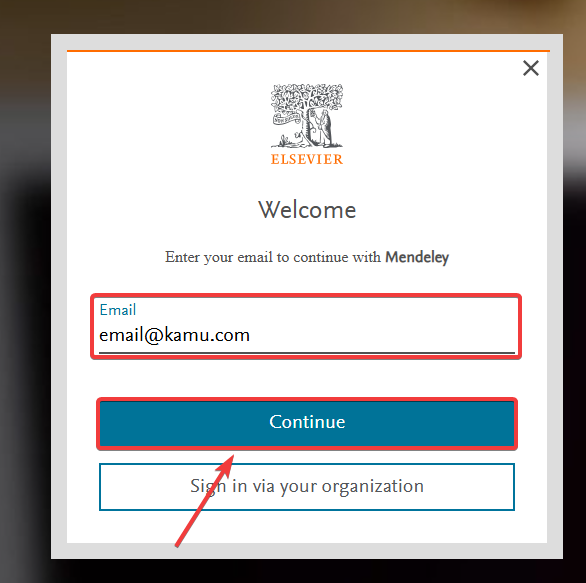 ELSEVIER
Welcome
Enter your email to continue with Mendeley
Email
email@kamu.com
Continue
Sign in via your organization